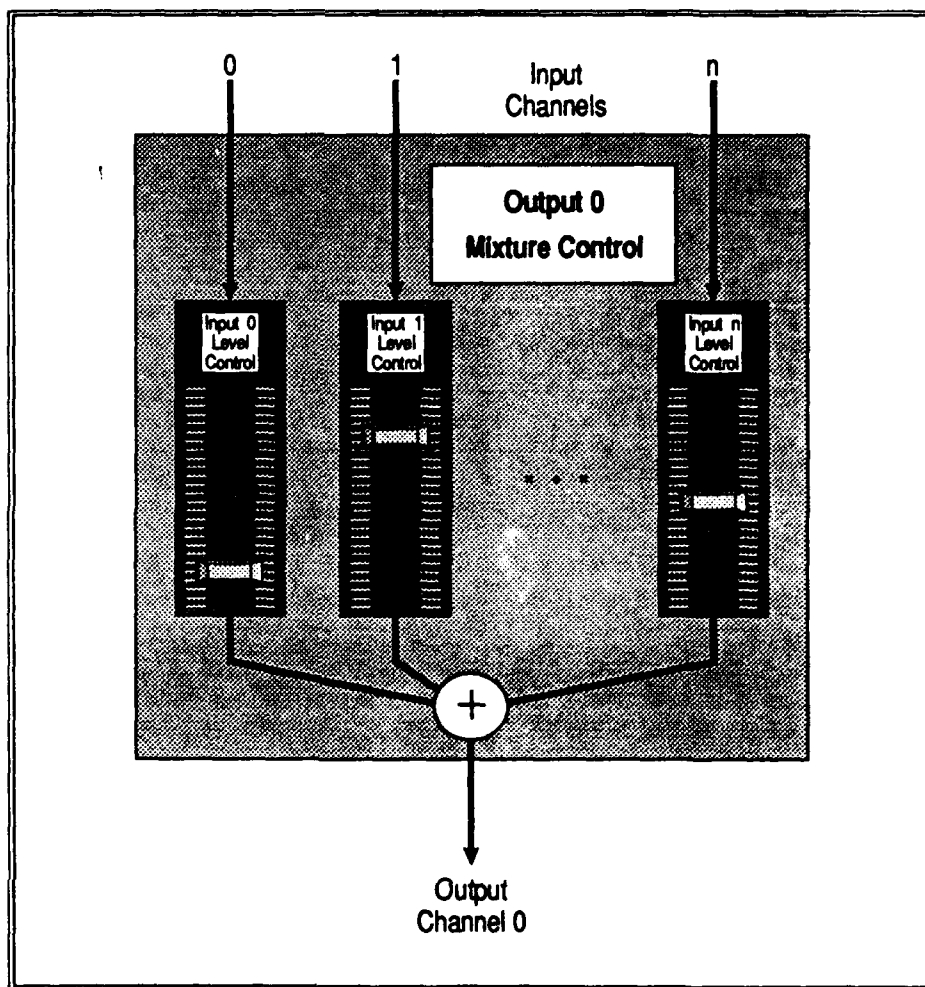 0
1
n
Input
Channels
Output 0
Mixture Control
Input 0
Level
Control
Input 1
Level
Control
Input n
Level
Control
+
Output
Channel 0